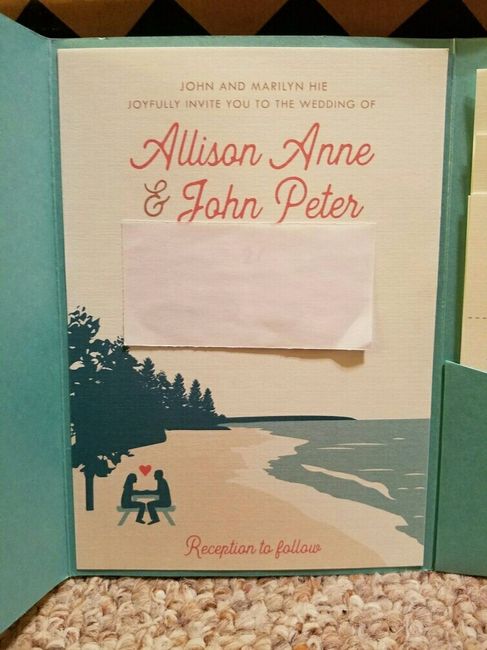 JOHN AND MARILYN HIE
JOYFULLY INVITE YOU TO THE WEDDING OF
Allison Anne
& John Peter
Reception to follow